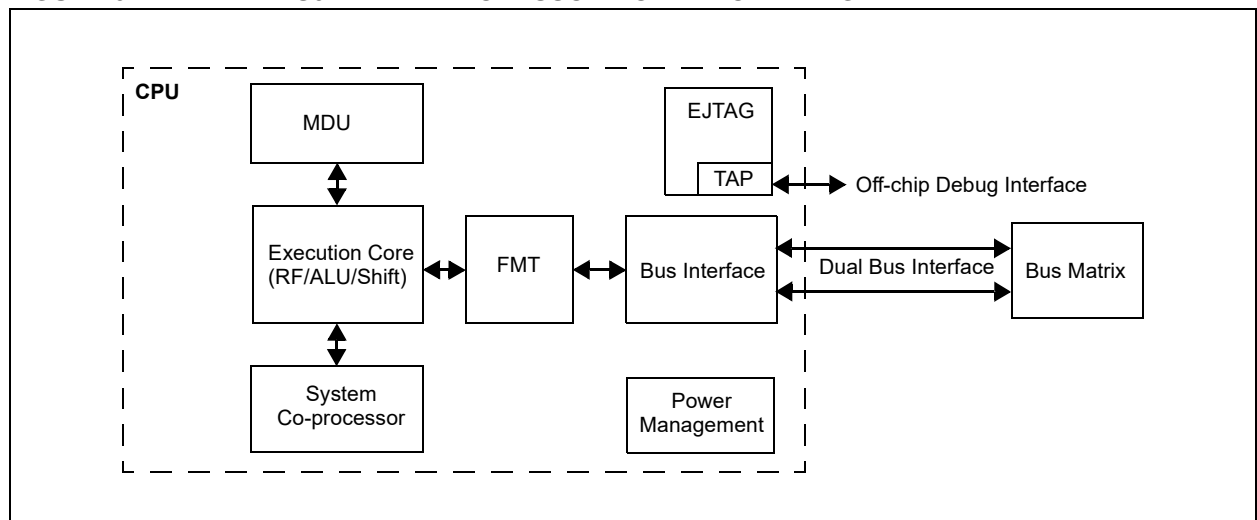 CPU
MDU
EJTAG
TAP
Off-chip Debug Interface
Execution Core
(RF/ALU/Shift)
FMT
Bus Interface
Dual Bus Interface
Bus Matrix
System
Co-processor
Power
Management